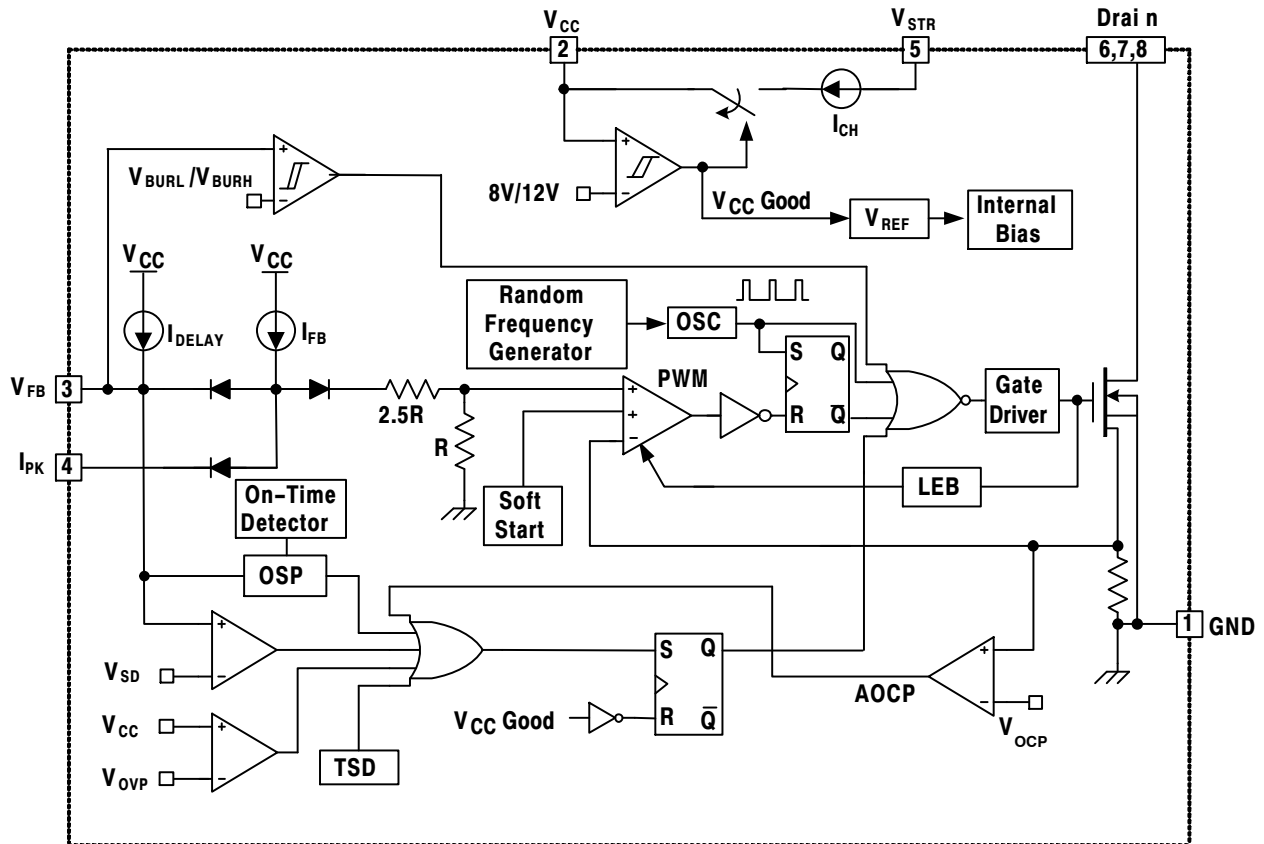 VCC VSTR Drai n
2 5 6,7,8
ICH
+
VBURL /VBURH
−
+
8V/12V −
VCC Good
VREF
Internal
Bias
VCC VCC
IDELAY IFB
Random
Frequency
Generator
OSC
S Q
R Q
VFB 3
2.5R
R
PWM
+
+
−
Gate
Driver
IPK 4
LEB
Soft
Start
On−Time
Detector
OSP
1 GND
+
VSD −
VCC +
VOVP −
TSD
S Q
R Q
VCC Good
AOCP
+
−
VOCP